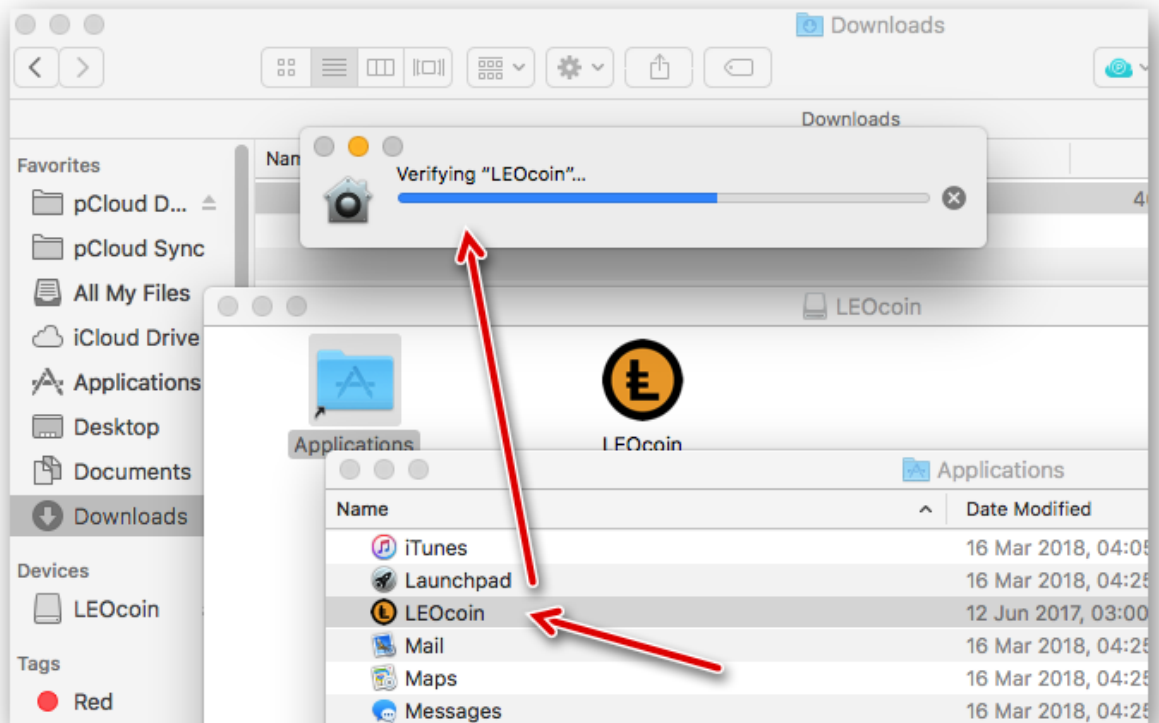 Downloads
Downloads
Nam
Verifying "LEOcoin"...
Favorites
pCloud D...
pCloud Sync
All My Files
iCloud Drive
Applications
Desktop
Documents
Downloads
Devices
LEOcoin
Tags
Red
LEOcoin
Applications
LEOcoin
Applications
Name
Date Modified
iTunes
16 Mar 2018, 04:05
Launchpad
16 Mar 2018, 04:25
LEOcoin
12 Jun 2017, 03:00
Mail
16 Mar 2018, 04:25
Maps
16 Mar 2018, 04:25
Messages
16 Mar 2018, 04:25